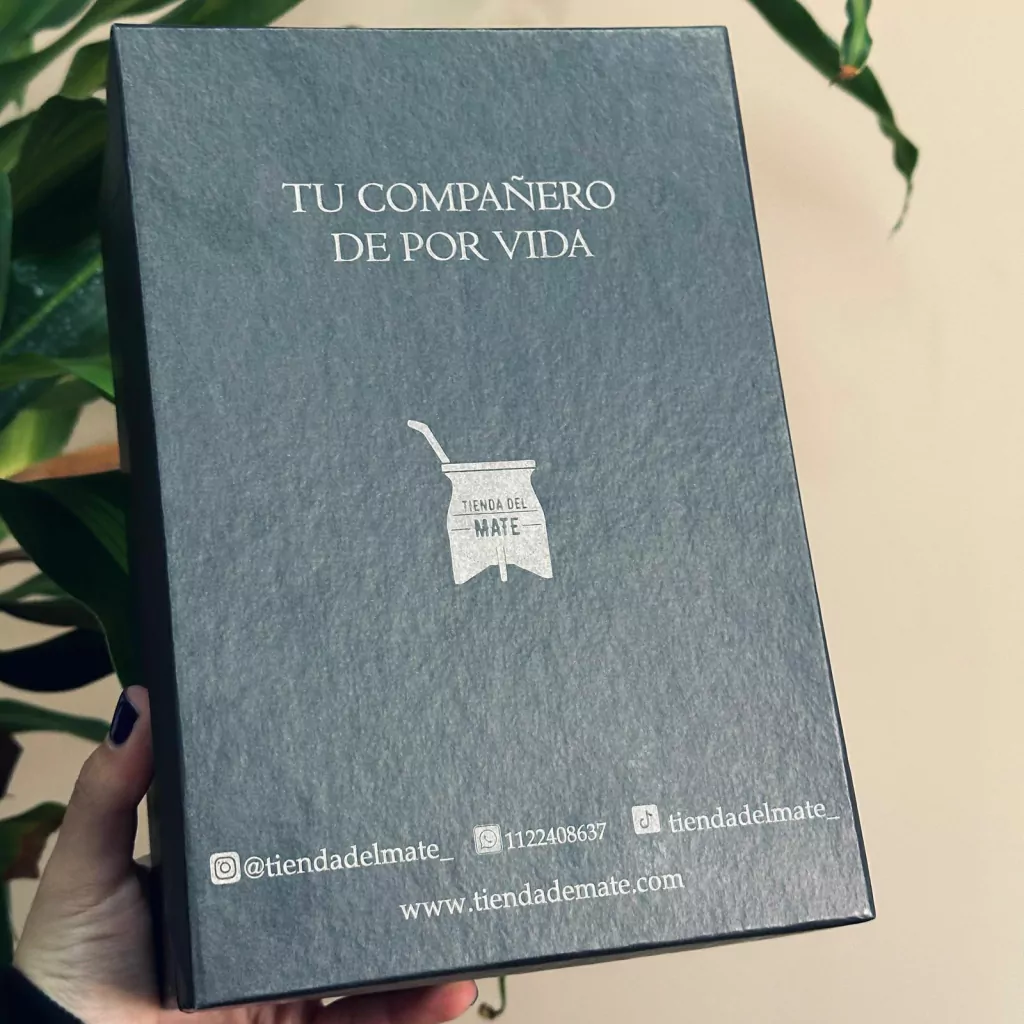 TU COMPAÑERO
DE POR VIDA
TIENDA DEL
MATE
@tiendadelmate_ 1122408637 tiendadelmate_
www.tiendademate.com